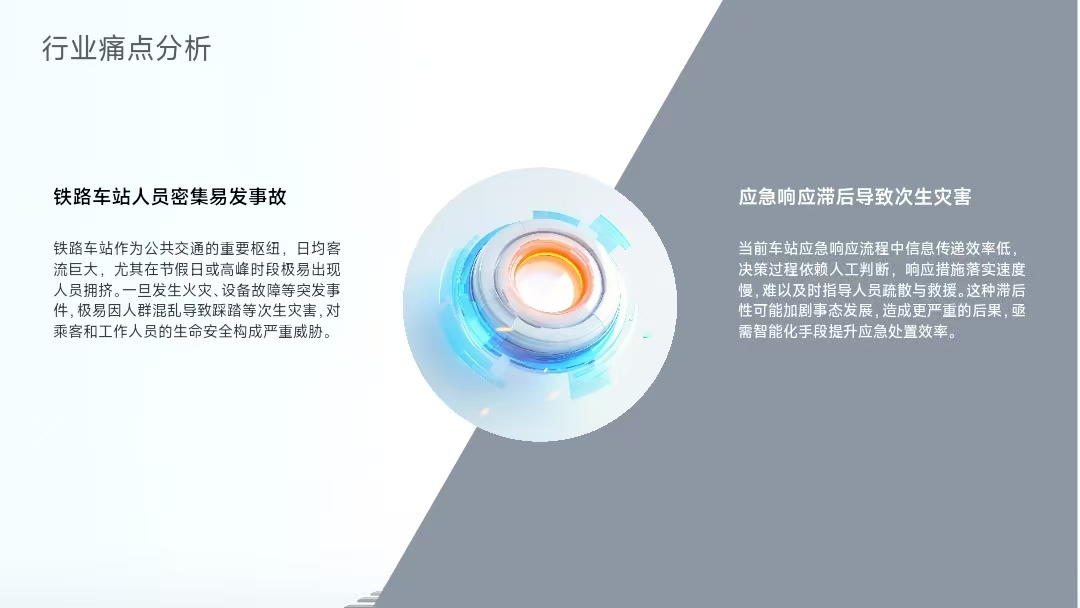 行业痛点分析
铁路车站人员密集易发事故
铁路车站作为公共交通的重要枢纽，日均客
流巨大，尤其在节假日或高峰时段极易出现
人员拥挤。一旦发生火灾、设备故障等突发事
件，极易因人群混乱导致踩踏等次生灾害，对
乘客和工作人员的生命安全构成严重威胁。
应急响应滞后导致次生灾害
当前车站应急响应流程中信息传递效率低，
决策过程依赖人工判断，响应措施落实速度
慢，难以及时指导人员疏散与救援。这种滞后
性可能加剧事态发展，造成更严重的后果，亟
需智能化手段提升应急处置效率。